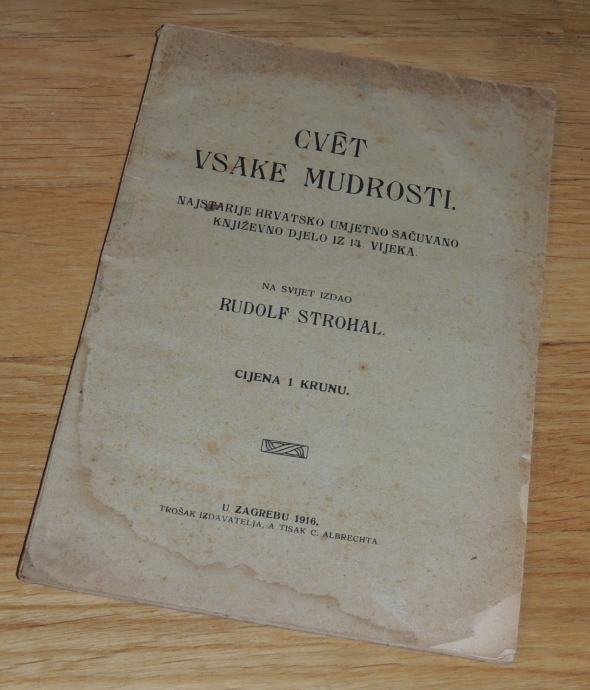 CVÊT
VSAKE MUDROSTI.
NAJSTARIJE HRVATSKO UMJETNO SAČUVANO
KNJIŽEVNO DJELO IZ 14. VIJEKA.
NA SVIJET IZDAO
RUDOLF STROHAL.
CIJENA 1 KRUNU.
U ZAGREBU 1916.
TROŠAK IZDAVATELJA, A TISAK C. ALBRECHTA.